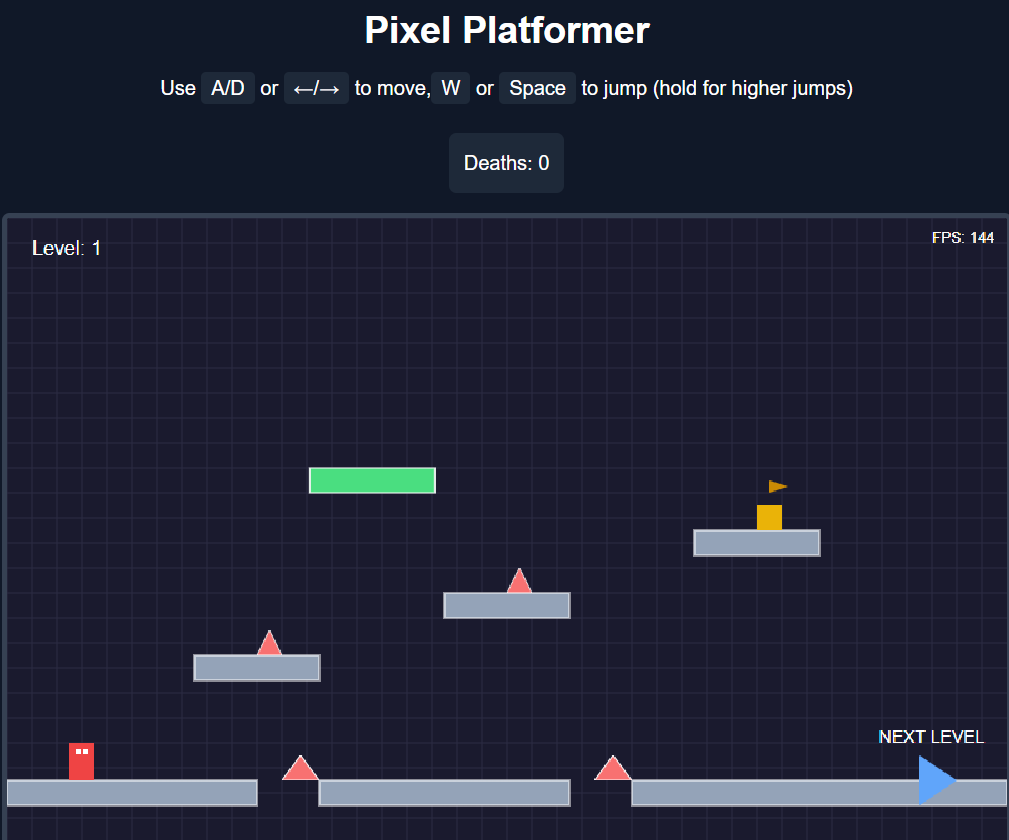 Pixel Platformer
Use A/D or ←/→ to move, W or Space to jump (hold for higher jumps)
Deaths: 0
Level: 1
FPS: 144
NEXT LEVEL